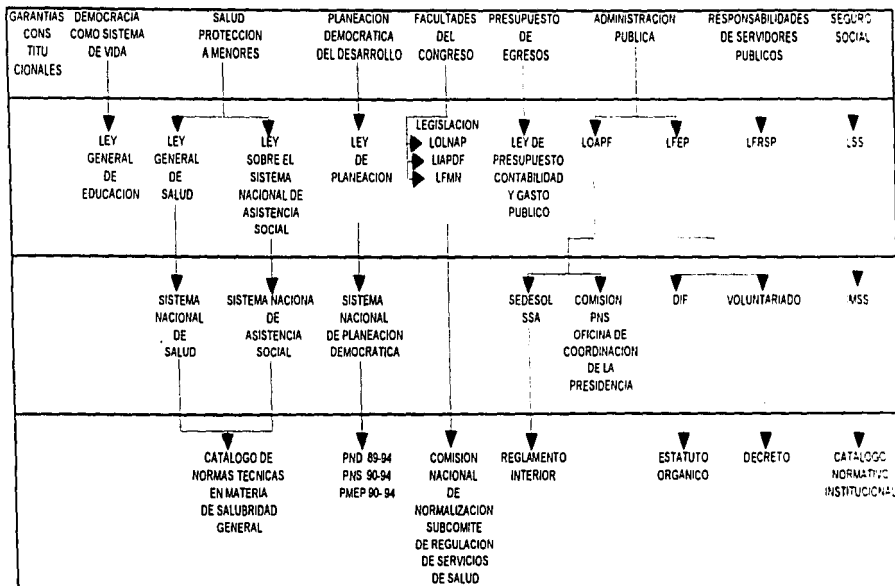 GARANTIAS
CONS
TITU
CIONALES
DEMOCRACIA
COMO SISTEMA
DE VIDA
SALUD
PROTECCION
A MENORES
PLANEACION
DEMOCRATICA
DEL DESARROLLO
FACULTADES
DEL
CONGRESO
PRESUPUESTO
DE
EGRESOS
ADMINISTRACION
PUBLICA
RESPONSABILIDADES
DE SERVIDORES
PUBLICOS
SEGURO
SOCIAL
LEY
GENERAL
DE
EDUCACION
LEY
GENERAL
DE
SALUD
LEY
SOBRE EL
SISTEMA
NACIONAL DE
ASISTENCIA
SOCIAL
LEY
DE
PLANEACION
LEGISLACION
LOLNAP
LIAPDF
LFMN
LEY DE
PRESUPUESTO
CONTABILIDAD
Y GASTO
PUBLICO
LOAPF
LFEP
LFRSP
LSS
SISTEMA
NACIONAL
DE
SALUD
SISTEMA NACIONA
DE
ASISTENCIA
SOCIAL
SISTEMA
NACIONAL
DE PLANEACION
DEMOCRATICA
SEDESOL
SSA
COMISION
PNS
OFICINA DE
COORDINACION
DE LA
PRESIDENCIA
DIF
VOLUNTARIADO
MSS
CATALOGO DE
NORMAS TECNICAS
EN MATERIA
DE SALUBRIDAD
GENERAL
PND 89-94
PNS 90-94
PMEP 90-94
COMISION
NACIONAL
DE
NORMALIZACION
SUBCOMITE
DE REGULACION
DE SERVICIOS
DE SALUD
REGLAMENTO
INTERIOR
ESTATUTO
ORGANICO
DECRETO
CATALOGO
NORMATIVO
INSTITUCIONAL